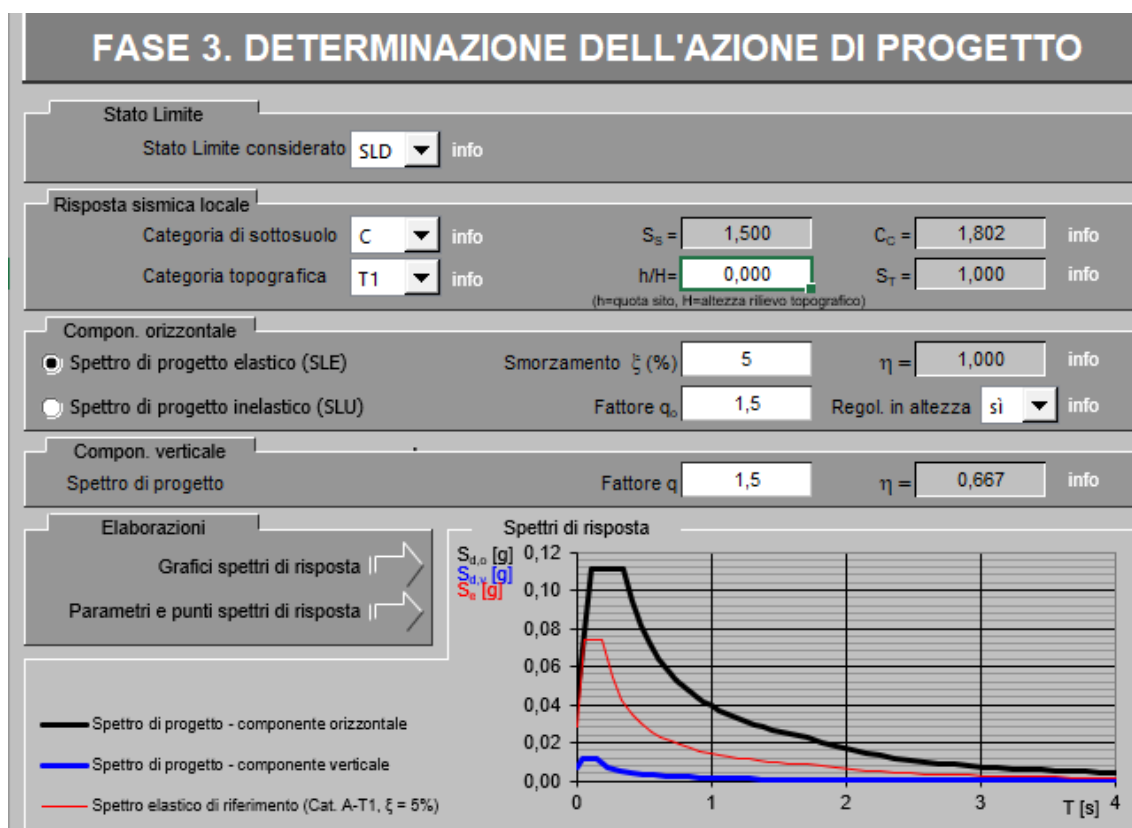 FASE 3. DETERMINAZIONE DELL'AZIONE DI PROGETTO
Stato Limite
Stato Limite considerato SLD info
Risposta sismica locale
Categoria di sottosuolo C info S_S = 1,500 C_C = 1,802 info
Categoria topografica T1 info h/H= 0,000 S_T = 1,000 info
(h=quota sito, H=altezza rilievo topografico)
Compon. orizzontale
Spettro di progetto elastico (SLE) Smorzamento ξ (%) 5 η = 1,000 info
Spettro di progetto inelastico (SLU) Fattore q_o 1,5 Regol. in altezza sì info
Compon. verticale
Spettro di progetto Fattore q 1,5 η = 0,667 info
Elaborazioni
Grafici spettri di risposta
Parametri e punti spettri di risposta
Spettri di risposta
S_d,o [g]
S_d,v [g]
S_e [g]
0,12
0,10
0,08
0,06
0,04
0,02
0,00
0 1 2 3 T [s] 4
Spettro di progetto - componente orizzontale
Spettro di progetto - componente verticale
Spettro elastico di riferimento (Cat. A-T1, ξ = 5%)